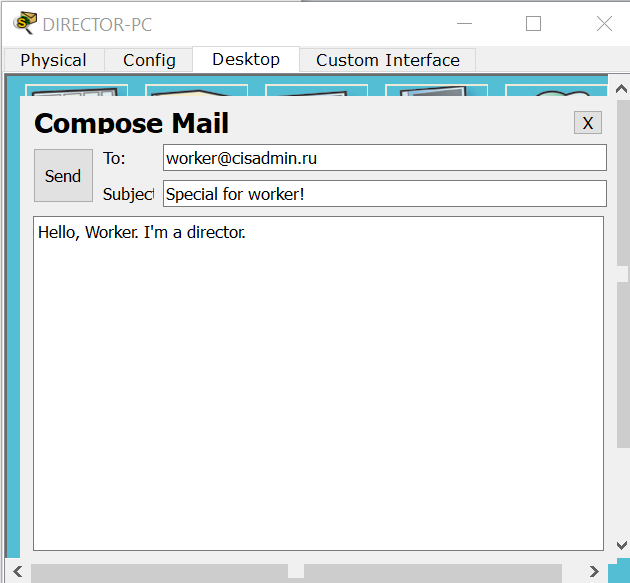 DIRECTOR-PC
Physical Config Desktop Custom Interface
Compose Mail X
Send
To: worker@cisadmin.ru
Subject Special for worker!
Hello, Worker. I'm a director.